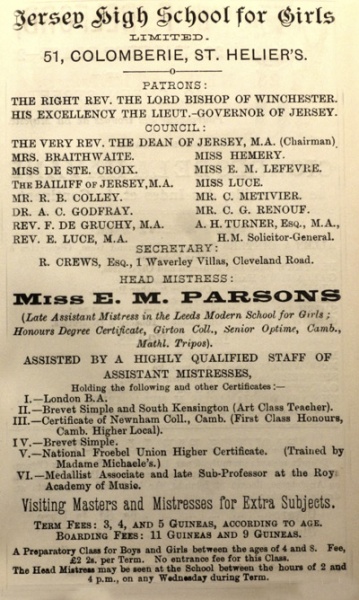 Jersey High School for Girls
LIMITED.
51, COLOMBERIE, ST. HELIER'S.
PATRONS:
THE RIGHT REV. THE LORD BISHOP OF WINCHESTER.
HIS EXCELLENCY THE LIEUT.-GOVERNOR OF JERSEY.
COUNCIL:
THE VERY REV. THE DEAN OF JERSEY, M.A. (Chairman)
MRS. BRAITHWAITE. MISS HEMERY.
MISS DE STE. CROIX. MISS E. M. LEFEVRE.
THE BAILIFF OF JERSEY, M.A. MISS LUCE.
MR. R. B. COLLEY. MR. C. METIVIER.
DR. A. C. GODFRAY. MR. C. G. RENOUF.
REV. F. DE GRUCHY, M.A. A. H. TURNER, ESQ., M.A.,
REV. E. LUCE, M.A. H.M. Solicitor-General.
SECRETARY:
R. CREWS, ESQ., 1 Waverley Villas, Cleveland Road.
HEAD MISTRESS:
MISS E. M. PARSONS
(Late Assistant Mistress in the Leeds Modern School for Girls;
Honours Degree Certificate, Girton Coll., Senior Optime, Camb.,
Mathl. Tripos).
ASSISTED BY A HIGHLY QUALIFIED STAFF OF
ASSISTANT MISTRESSES,
Holding the following and other Certificates:—
I.—London B.A.
II.—Brevet Simple and South Kensington (Art Class Teacher).
III.—Certificate of Newnham Coll., Camb. (First Class Honours,
Camb. Higher Local).
IV.—Brevet Simple.
V.—National Froebel Union Higher Certificate. (Trained by
Madame Michaele's.)
VI.—Medallist Associate and late Sub-Professor at the Roy
Academy of Music.
Visiting Masters and Mistresses for Extra Subjects.
TERM FEES: 3, 4, AND 5 GUINEAS, ACCORDING TO AGE.
BOARDING FEES: 11 GUINEAS AND 9 GUINEAS.
A Preparatory Class for Boys and Girls between the ages of 4 and 8. Fee,
£2 2s. per Term. No entrance fee for this Class.
The Head Mistress may be seen at the School between the hours of 2 and
4 p.m., on any Wednesday during Term.